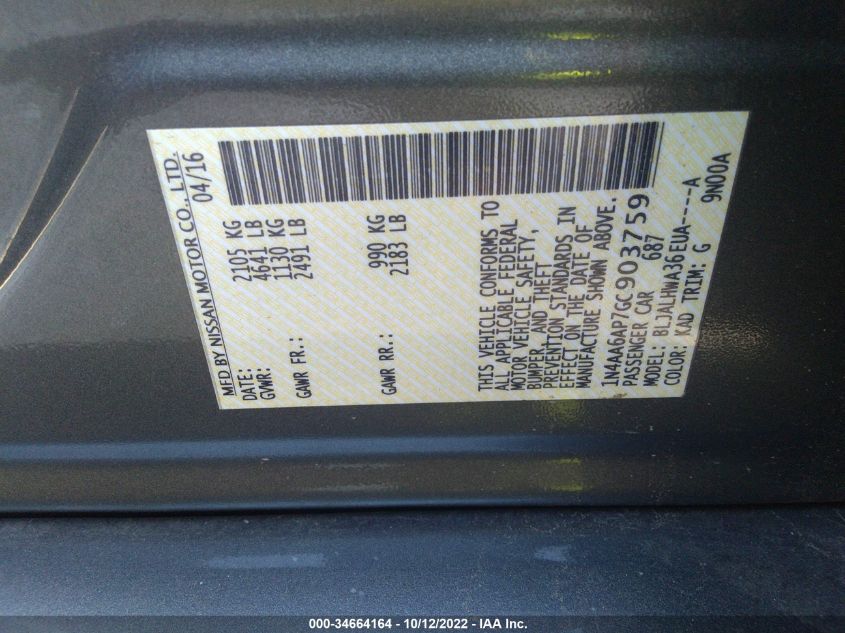 MFD BY NISSAN MOTOR CO., LTD.
DATE: 04/16
GVWR: 2105 KG
4641 LB
GAWR FR.: 1130 KG
2491 LB
GAWR RR.: 990 KG
2183 LB
THIS VEHICLE CONFORMS TO
ALL APPLICABLE FEDERAL
MOTOR VEHICLE SAFETY,
BUMPER, AND THEFT
PREVENTION STANDARDS IN
EFFECT ON THE DATE OF
MANUFACTURE SHOWN ABOVE.
1N4AA6AP7GC903759
PASSENGER CAR 687
MODEL: BLJALHWA36EUA-----A
COLOR: KAD TRIM: G 9N00A
000-34664164 - 10/12/2022 - IAA Inc.